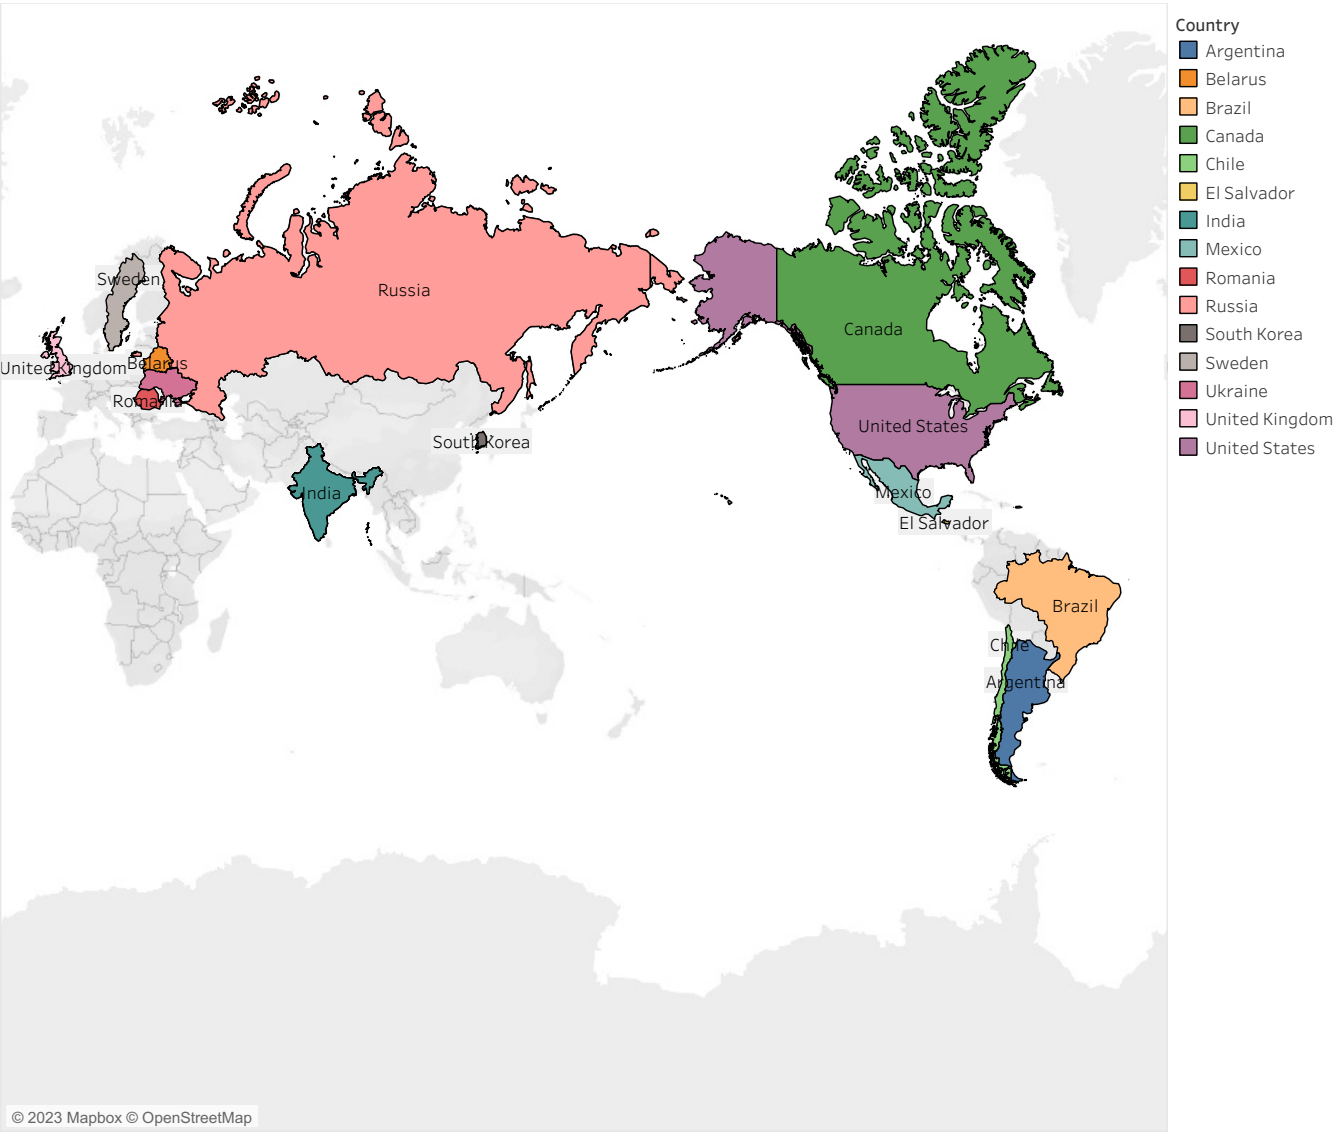 Country
Argentina
Belarus
Brazil
Canada
Chile
El Salvador
India
Mexico
Romania
Russia
South Korea
Sweden
Ukraine
United Kingdom
United States
Sweden
Russia
Canada
United Kingdom
Belarus
Romania
United States
South Korea
India
Mexico
El Salvador
Brazil
Chile
Argentina
© 2023 Mapbox © OpenStreetMap